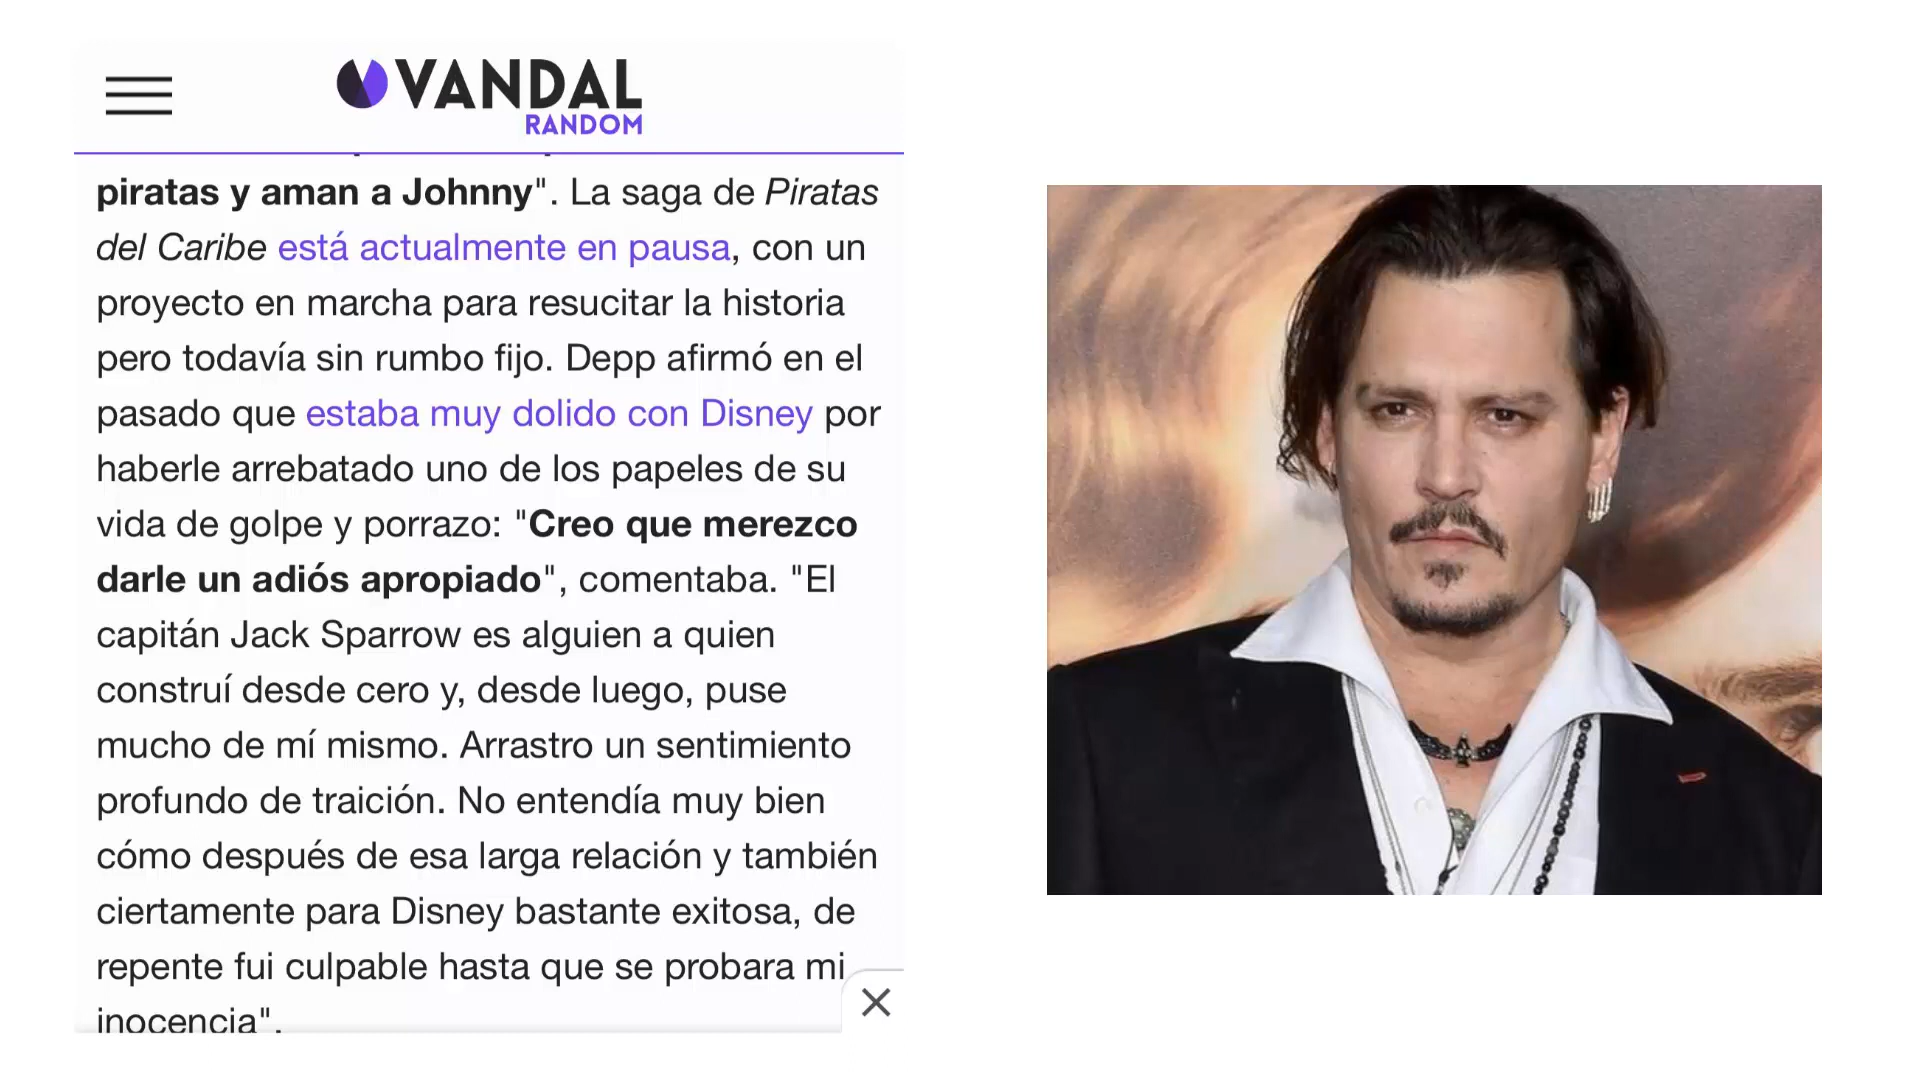 VANDAL
RANDOM
piratas y aman a Johnny". La saga de Piratas
del Caribe está actualmente en pausa, con un
proyecto en marcha para resucitar la historia
pero todavía sin rumbo fijo. Depp afirmó en el
pasado que estaba muy dolido con Disney por
haberle arrebatado uno de los papeles de su
vida de golpe y porrazo: "Creo que merezco
darle un adiós apropiado", comentaba. "El
capitán Jack Sparrow es alguien a quien
construí desde cero y, desde luego, puse
mucho de mí mismo. Arrastro un sentimiento
profundo de traición. No entendía muy bien
cómo después de esa larga relación y también
ciertamente para Disney bastante exitosa, de
repente fui culpable hasta que se probara mi
inocencia".